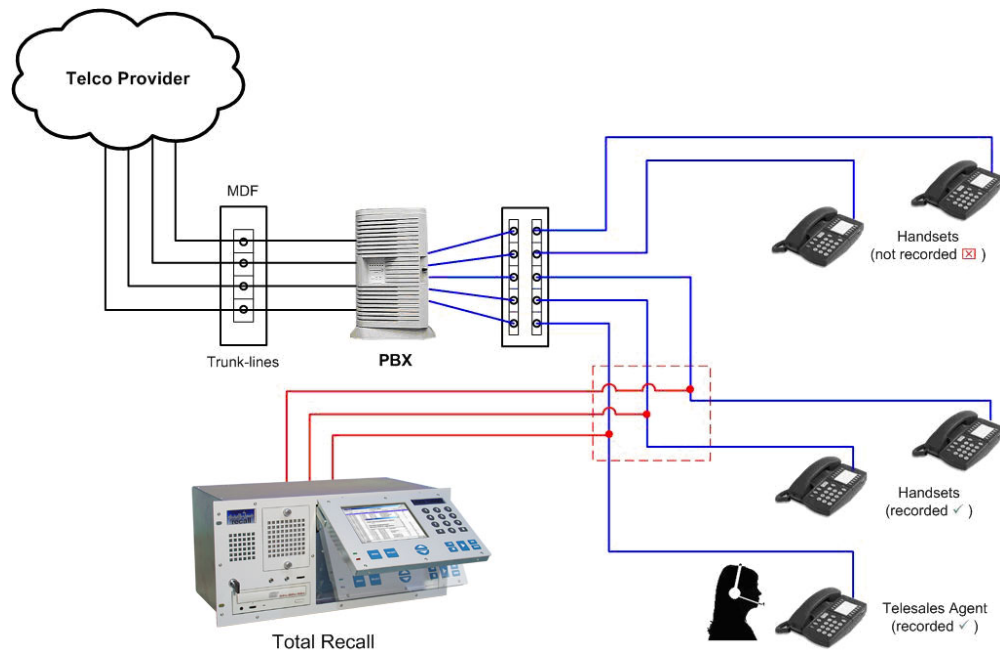 Telco Provider
MDF
Trunk-lines
PBX
Handsets
(not recorded ☒ )
Handsets
(recorded ✓ )
Telesales Agent
(recorded ✓ )
recall
Total Recall